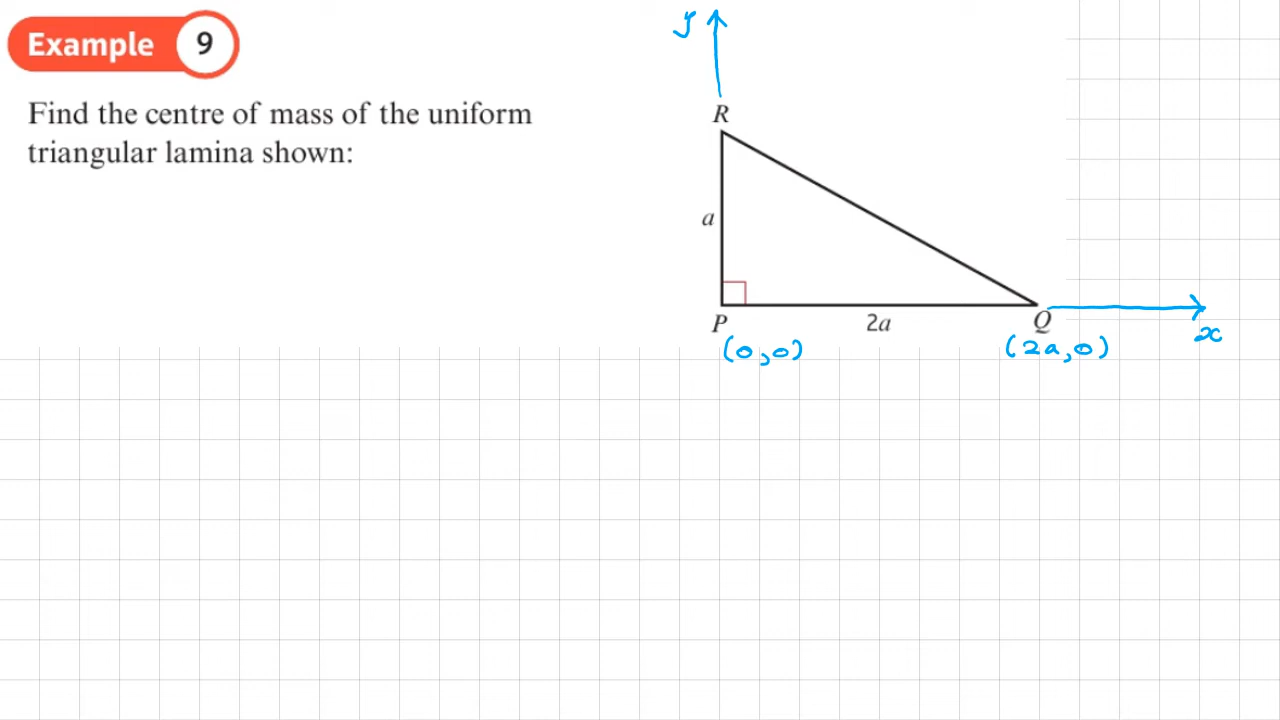 Example 9
Find the centre of mass of the uniform
triangular lamina shown:
y
R
a
P
2a
Q
x
(0,0)
(2a,0)